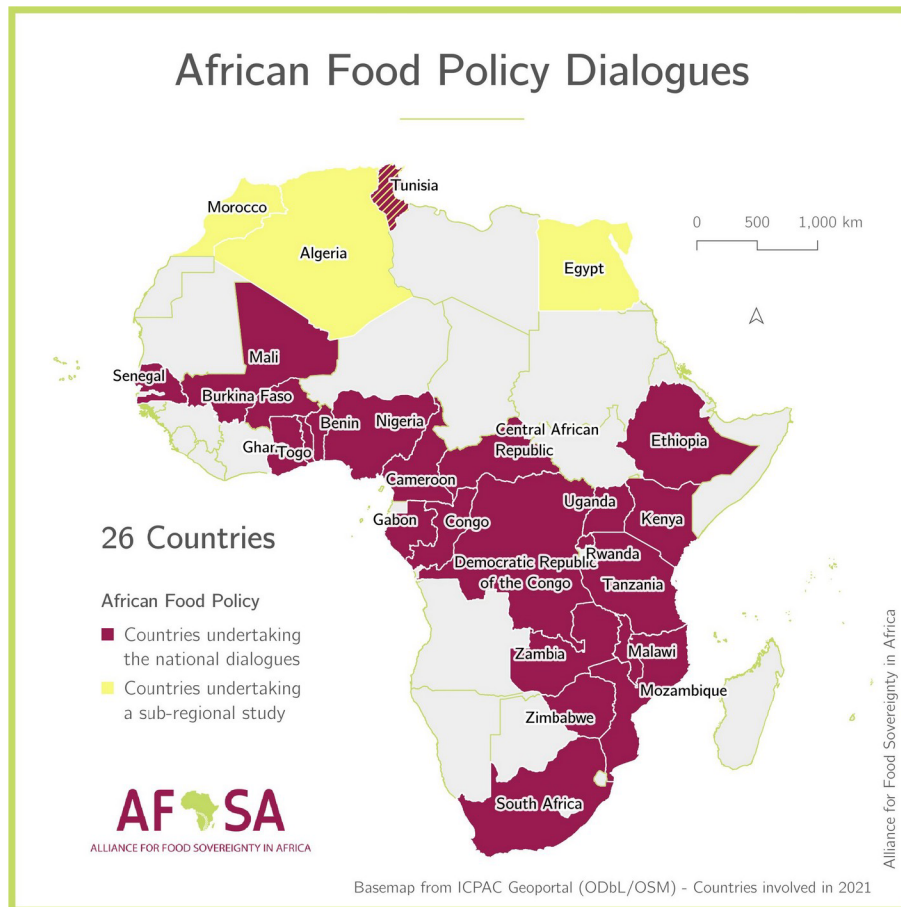 African Food Policy Dialogues
Tunisia
Morocco
0 500 1,000 km
Algeria
Egypt
Mali
Senegal
Burkina Faso
Benin
Nigeria
Central African
Republic
Ethiopia
Ghan
Togo
Cameroon
Uganda
Kenya
Gabon
Congo
26 Countries
Rwanda
Democratic Republic
of the Congo
Tanzania
African Food Policy
Countries undertaking
the national dialogues
Zambia
Malawi
Countries undertaking
a sub-regional study
Mozambique
Zimbabwe
AFSA
ALLIANCE FOR FOOD SOVEREIGNTY IN AFRICA
South Africa
Alliance for Food Sovereignty in Africa
Basemap from ICPAC Geoportal (ODbL/OSM) - Countries involved in 2021